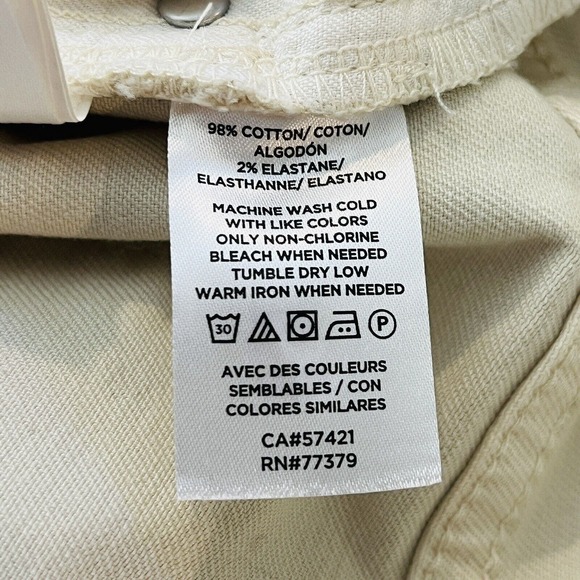 98% COTTON/ COTON/
ALGODÓN
2% ELASTANE/
ELASTHANNE/ ELASTANO
MACHINE WASH COLD
WITH LIKE COLORS
ONLY NON-CHLORINE
BLEACH WHEN NEEDED
TUMBLE DRY LOW
WARM IRON WHEN NEEDED
30 P
AVEC DES COULEURS
SEMBLABLES / CON
COLORES SIMILARES
CA#57421
RN#77379